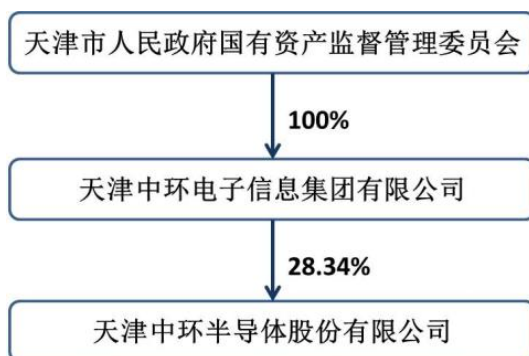 天津市人民政府国有资产监督管理委员会
100%
天津中环电子信息集团有限公司
28.34%
天津中环半导体股份有限公司